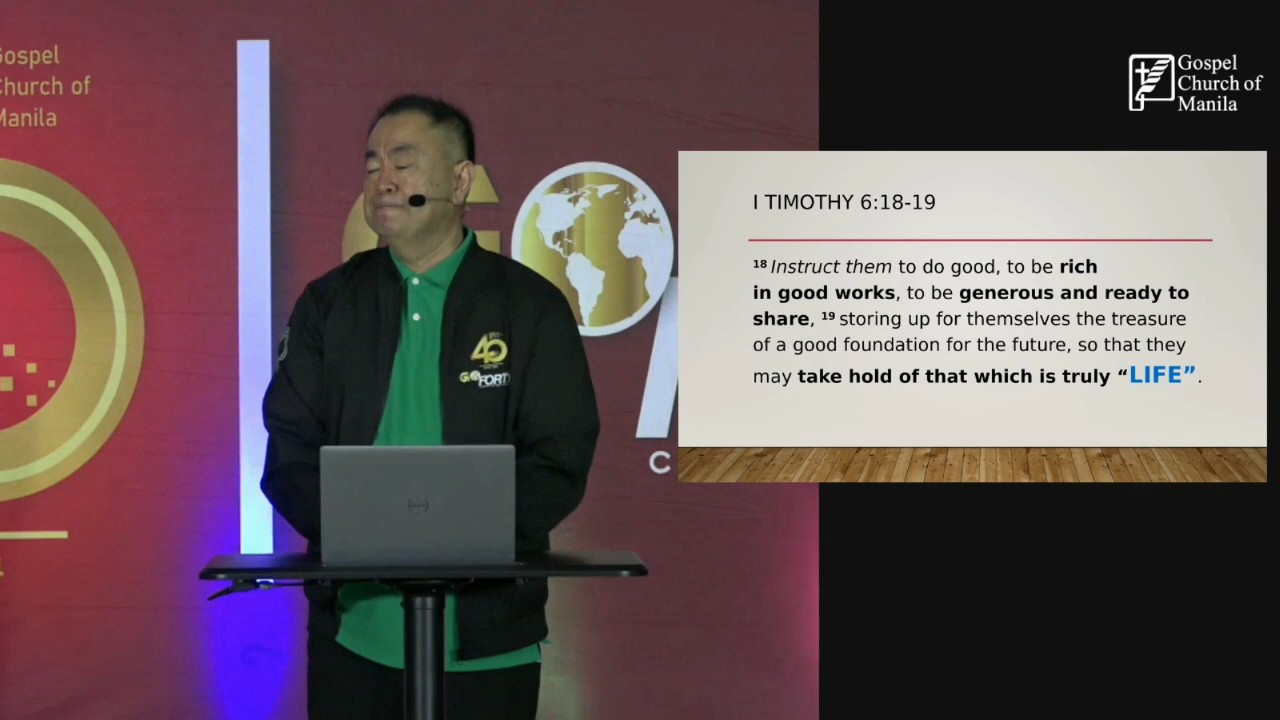 Gospel
Church of
Manila
I TIMOTHY 6:18-19
18 Instruct them to do good, to be rich
in good works, to be generous and ready to
share, 19 storing up for themselves the treasure
of a good foundation for the future, so that they
may take hold of that which is truly “LIFE”.
Gospel
Church of
Manila
40
FORTH
DELL